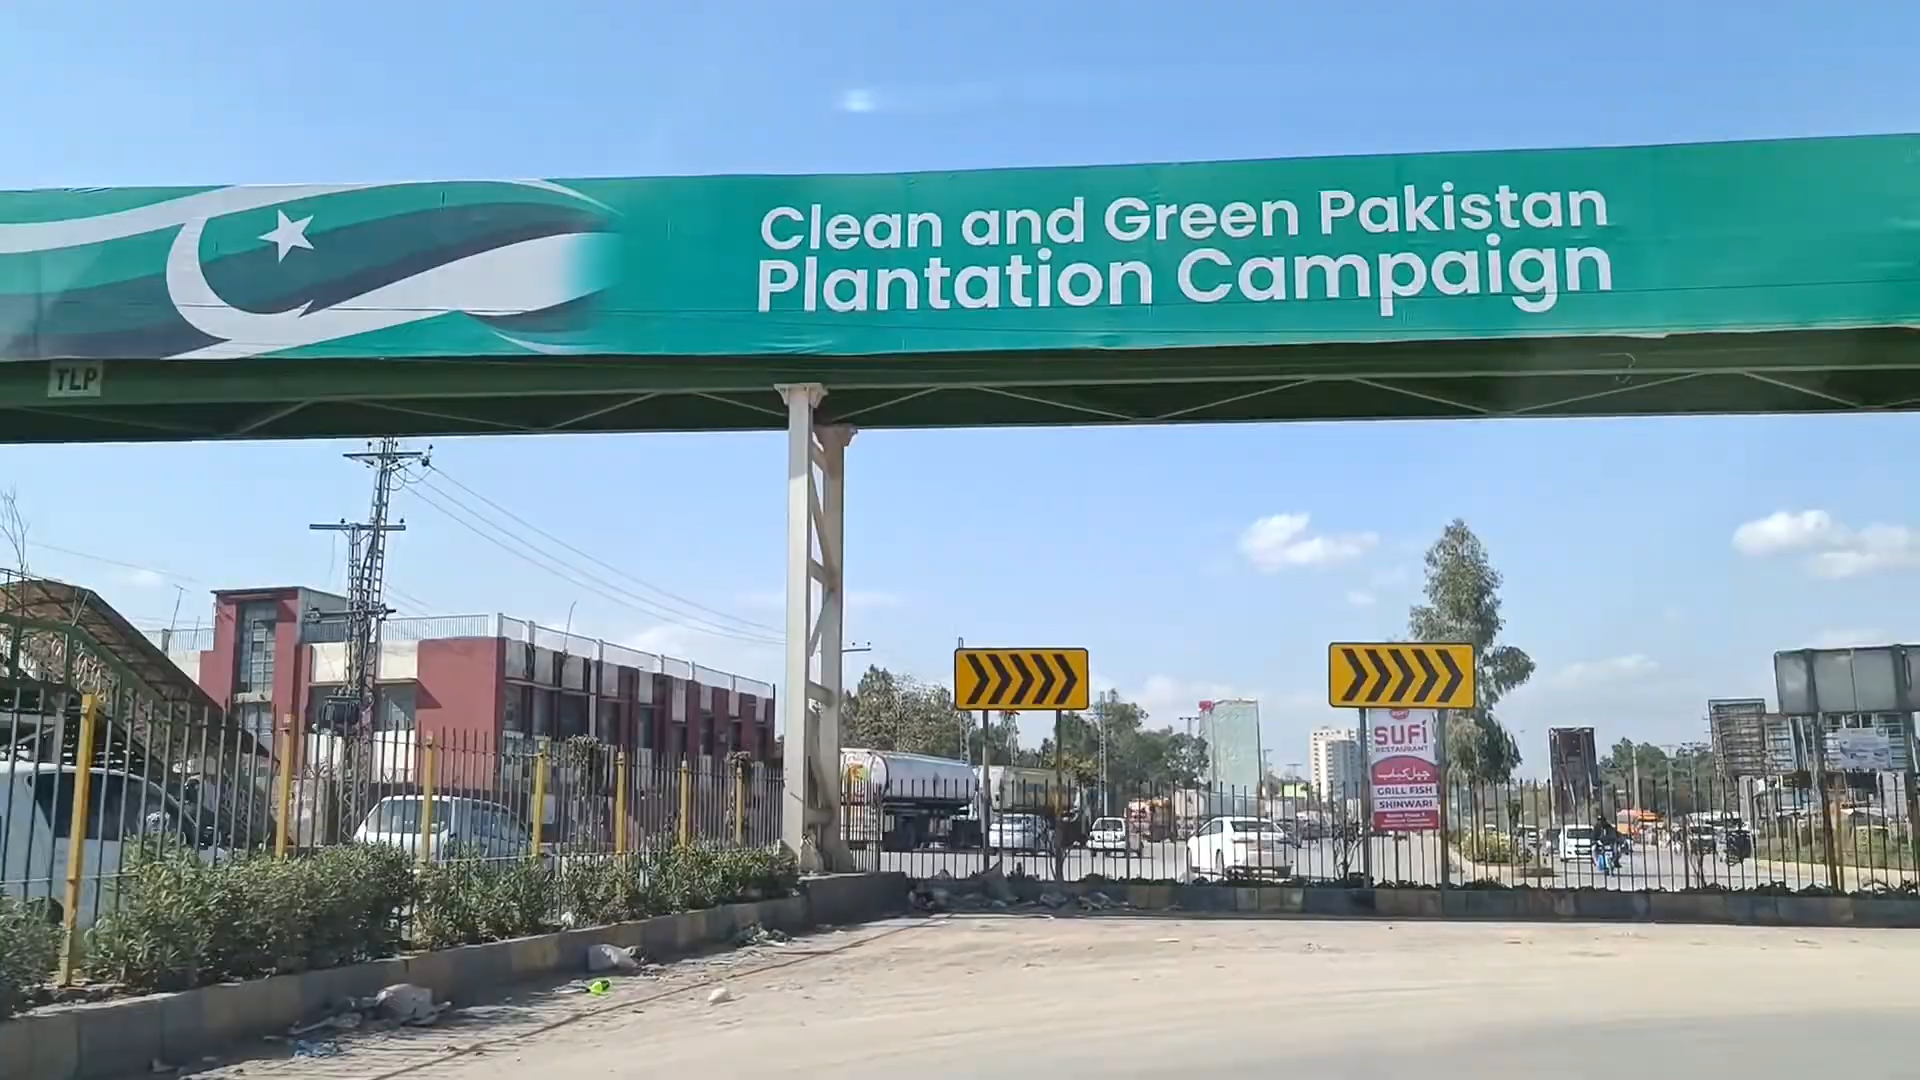 Clean and Green Pakistan
Plantation Campaign
TLP
SUFi
RESTAURANT
چپل کباب
GRILL FISH
SHINWARI